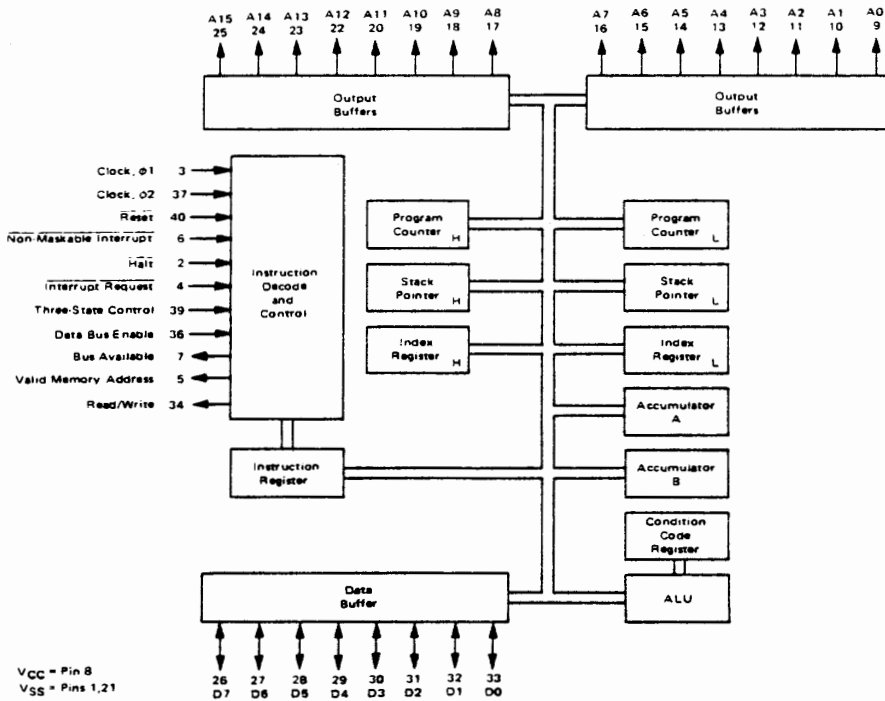 A15 A14 A13 A12 A11 A10 A9 A8
25 24 23 22 20 19 18 17
A7 A6 A5 A4 A3 A2 A1 A0
16 15 14 13 12 11 10 9
Output
Buffers
Output
Buffers
Clock, ϕ1 3
Clock, ϕ2 37
Reset 40
Non-Maskable Interrupt 6
Halt 2
Interrupt Request 4
Three-State Control 39
Data Bus Enable 36
Bus Available 7
Valid Memory Address 5
Read/Write 34
Instruction
Decode
and
Control
Program
Counter H
Program
Counter L
Stack
Pointer H
Stack
Pointer L
Index
Register H
Index
Register L
Accumulator
A
Instruction
Register
Accumulator
B
Condition
Code
Register
Data
Buffer
ALU
26 27 28 29 30 31 32 33
D7 D6 D5 D4 D3 D2 D1 D0
VCC = Pin 8
VSS = Pins 1,21